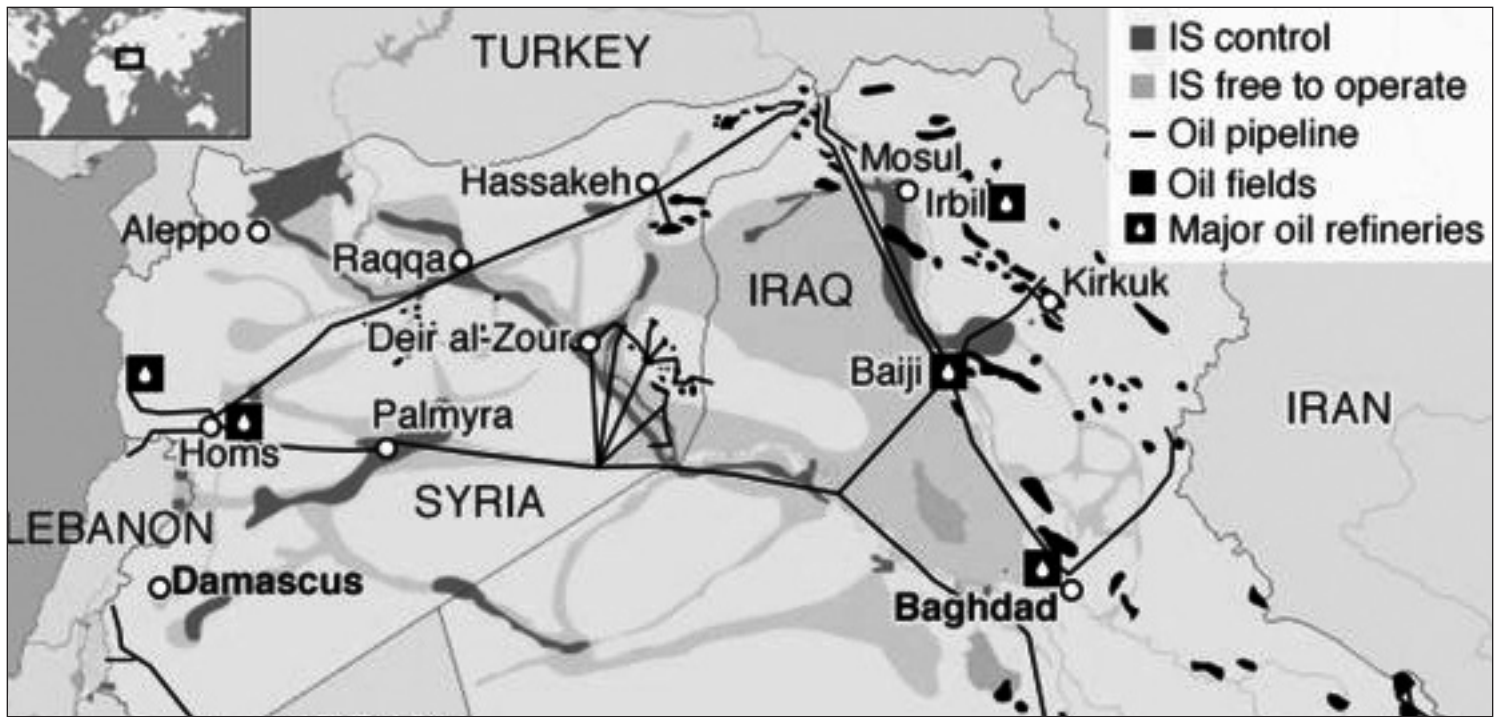 TURKEY
IS control
IS free to operate
Oil pipeline
Oil fields
Major oil refineries
Mosul
Hassakeh
Irbil
Aleppo
Raqqa
IRAQ
Kirkuk
Deir al-Zour
Baiji
Palmyra
IRAN
Homs
SYRIA
LEBANON
Damascus
Baghdad